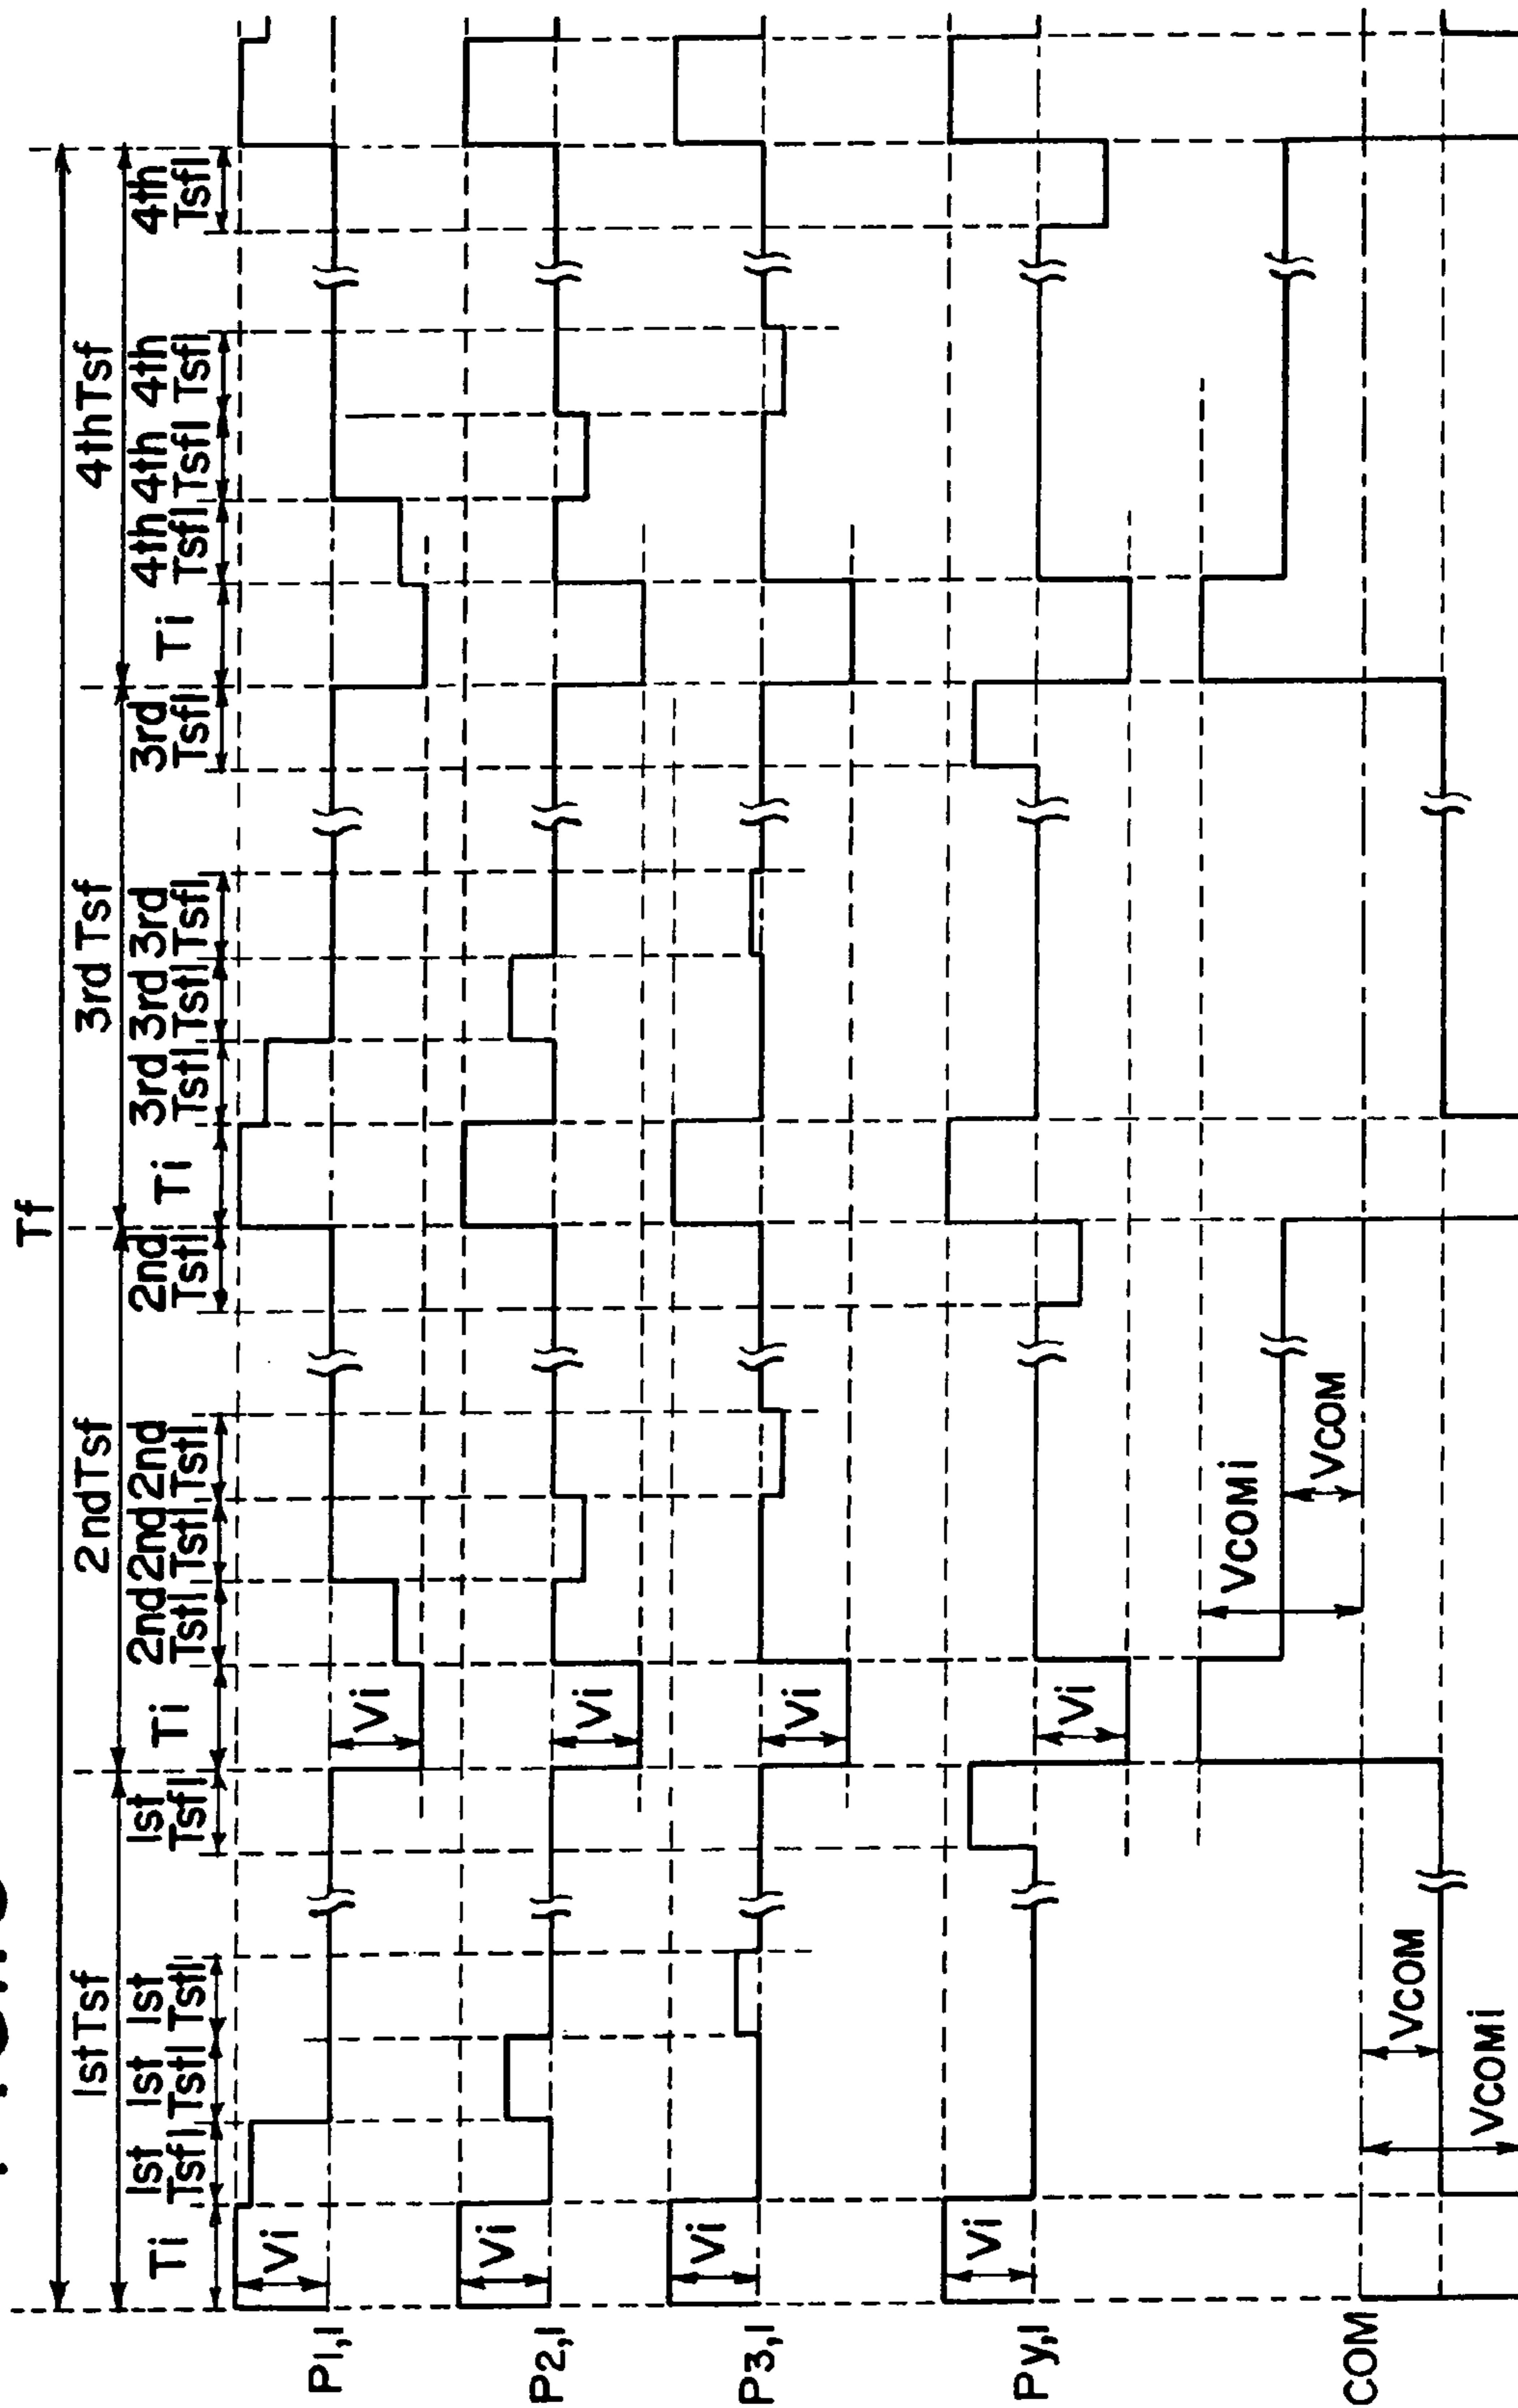 Tf
1stTsf 2ndTsf 3rdTsf 4thTsf
Ti 1st 1st 1st 1st Ti 2nd 2nd 2nd 2nd Ti 3rd 3rd 3rd 3rd Ti 4th 4th 4th 4th
Tsfl Tsfl Tsfl Tsfl Tsfl Tsfl Tsfl Tsfl Tsfl Tsfl Tsfl Tsfl Tsfl Tsfl Tsfl Tsfl
P1,1 Vi Vi
P2,1 Vi Vi
P3,1 Vi Vi
Py,1 Vi Vi
VCOMi
VCOM
COM
VCOM
VCOMi